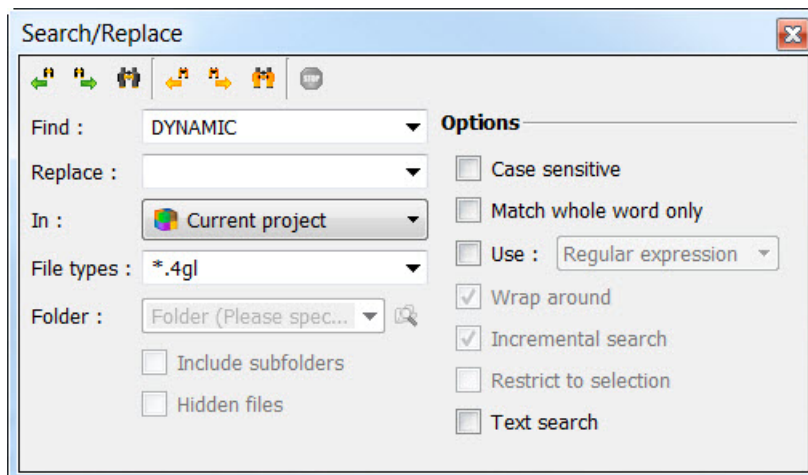 Search/Replace
STOP
Find :
DYNAMIC
Replace :
In :
Current project
File types :
*.4gl
Folder :
Folder (Please spec...
Include subfolders
Hidden files
Options
Case sensitive
Match whole word only
Use :
Regular expression
Wrap around
Incremental search
Restrict to selection
Text search